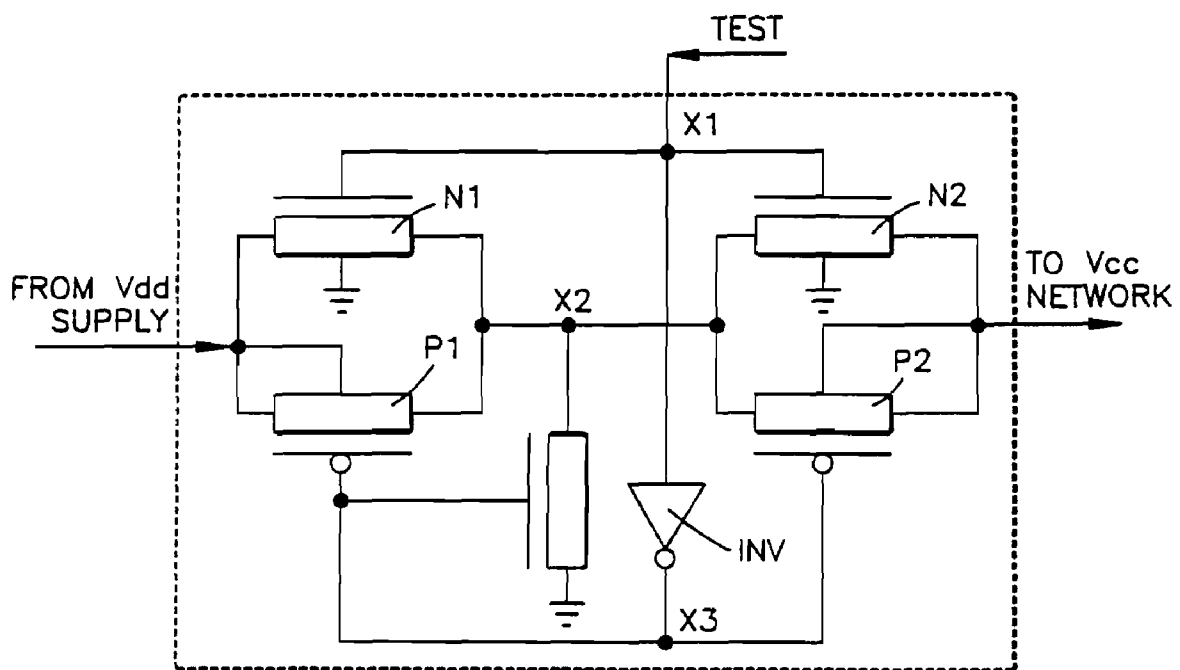 TEST
X1
N1
N2
FROM Vdd
SUPPLY
X2
TO Vcc
NETWORK
P1
P2
INV
X3